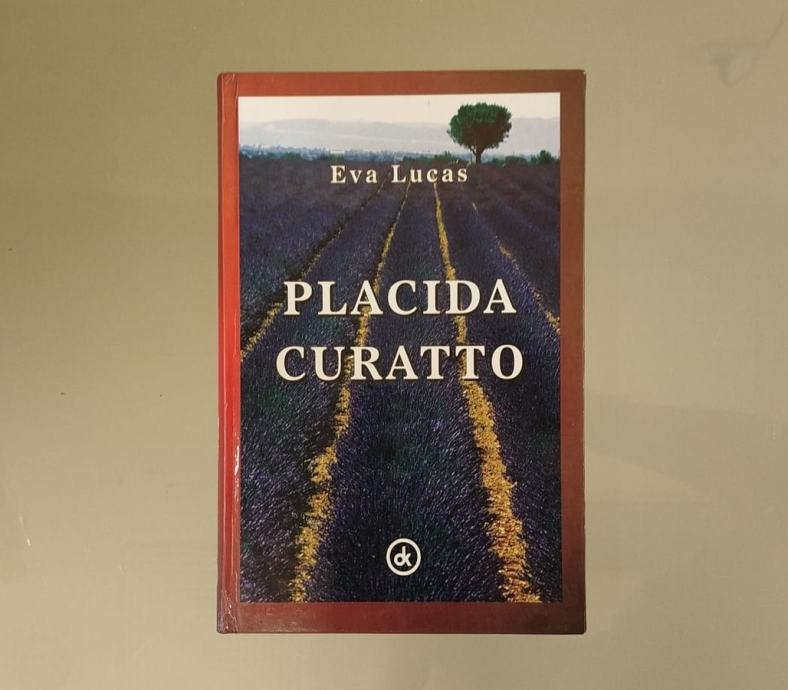 Eva Lucas
PLACIDA
CURATTO
dk